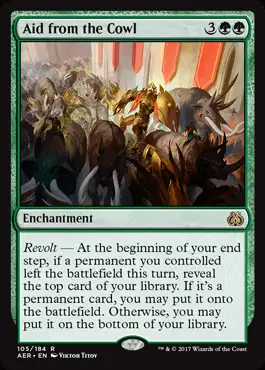 Aid from the Cowl 3
Enchantment
Revolt — At the beginning of your end
step, if a permanent you controlled
left the battlefield this turn, reveal
the top card of your library. If it's a
permanent card, you may put it onto
the battlefield. Otherwise, you may
put it on the bottom of your library.
105/184 R
AER • EN Viktor Titov
™ & © 2017 Wizards of the Coast